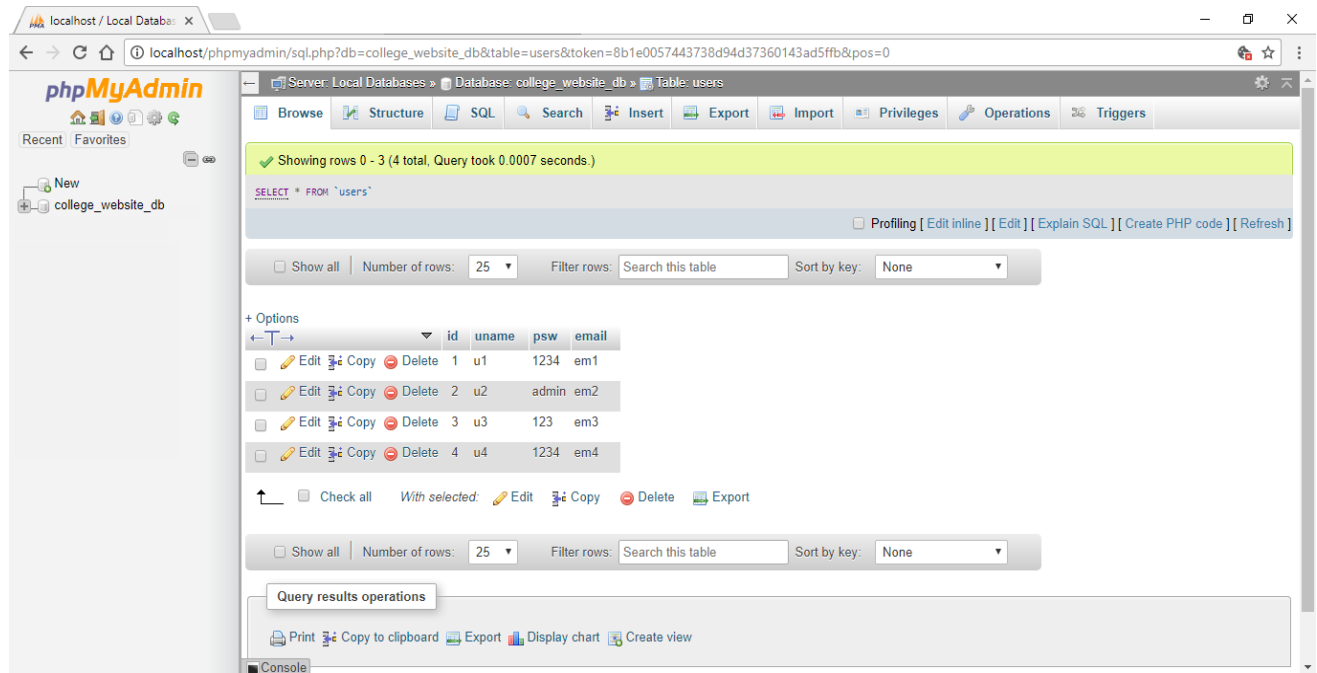 localhost / Local Databas
localhost/phpmyadmin/sql.php?db=college_website_db&table=users&token=8b1e0057443738d94d37360143ad5ffb&pos=0
phpMyAdmin
Recent Favorites
New
college_website_db
Server: Local Databases » Database: college_website_db » Table: users
Browse Structure SQL Search Insert Export Import Privileges Operations Triggers
Showing rows 0 - 3 (4 total, Query took 0.0007 seconds.)
SELECT * FROM `users`
Profiling [ Edit inline ] [ Edit ] [ Explain SQL ] [ Create PHP code ] [ Refresh ]
Show all Number of rows: 25 Filter rows: Search this table Sort by key: None
+ Options
←T→ id uname psw email
Edit Copy Delete 1 u1 1234 em1
Edit Copy Delete 2 u2 admin em2
Edit Copy Delete 3 u3 123 em3
Edit Copy Delete 4 u4 1234 em4
Check all With selected: Edit Copy Delete Export
Show all Number of rows: 25 Filter rows: Search this table Sort by key: None
Query results operations
Print Copy to clipboard Export Display chart Create view
Console